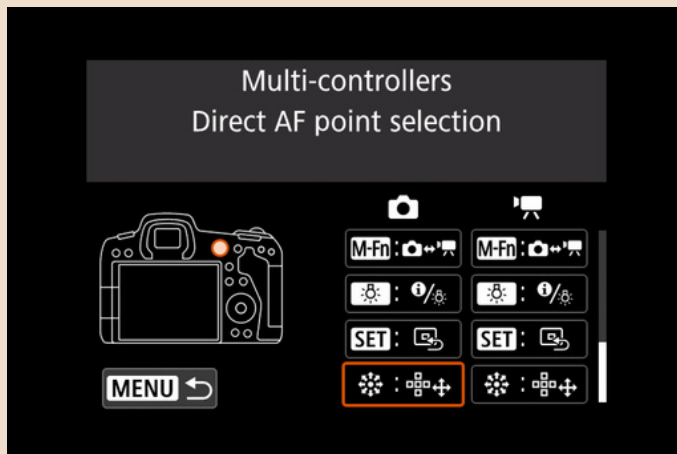 Multi-controllers
Direct AF point selection
M-Fn : M-Fn :
: i/ : i/
SET : SET :
: :
MENU